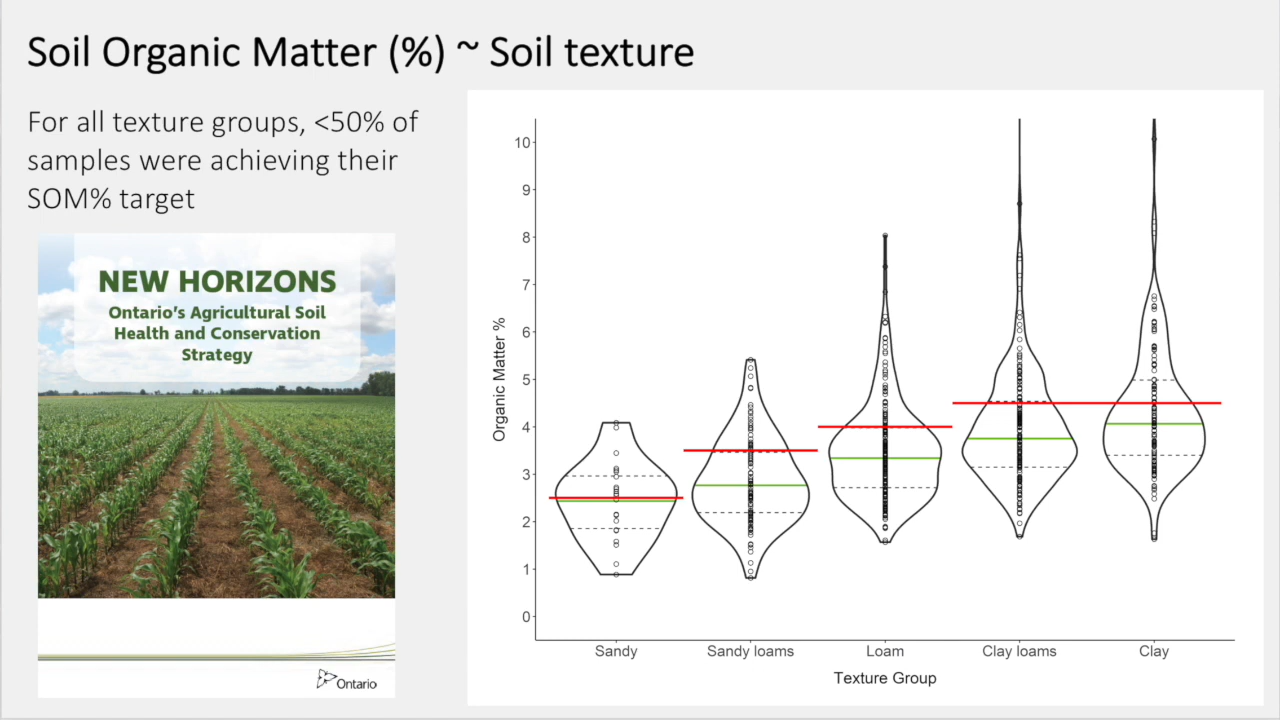 Soil Organic Matter (%) ~ Soil texture
For all texture groups, <50% of
samples were achieving their
SOM% target
NEW HORIZONS
Ontario's Agricultural Soil
Health and Conservation
Strategy
Ontario
Organic Matter %
10
9
8
7
6
5
4
3
2
1
0
Sandy
Sandy loams
Loam
Clay loams
Clay
Texture Group